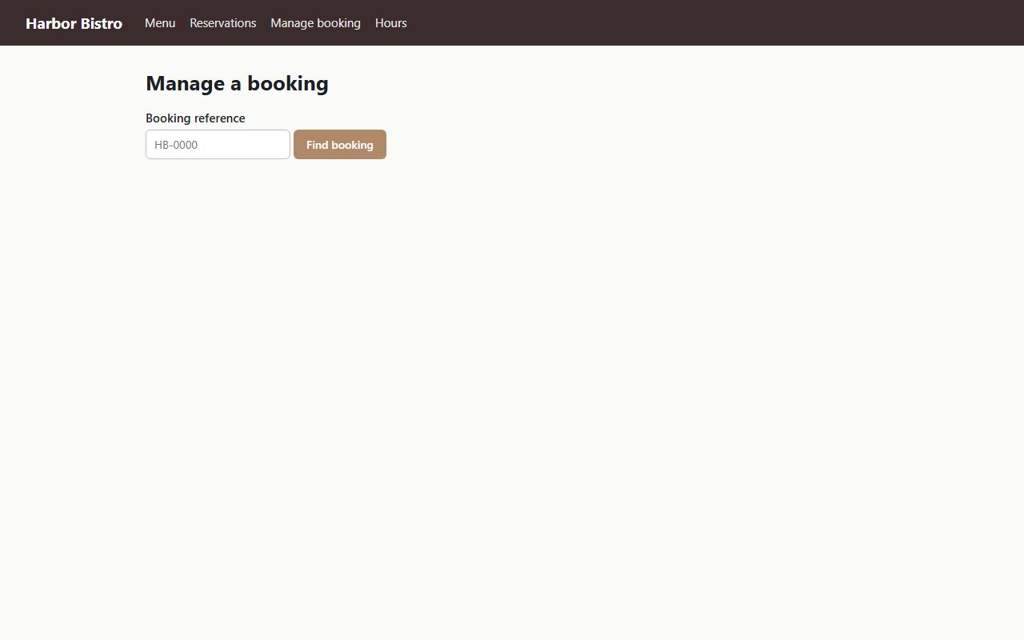 Harbor Bistro Menu Reservations Manage booking Hours
Manage a booking
Booking reference
HB-0000 Find booking